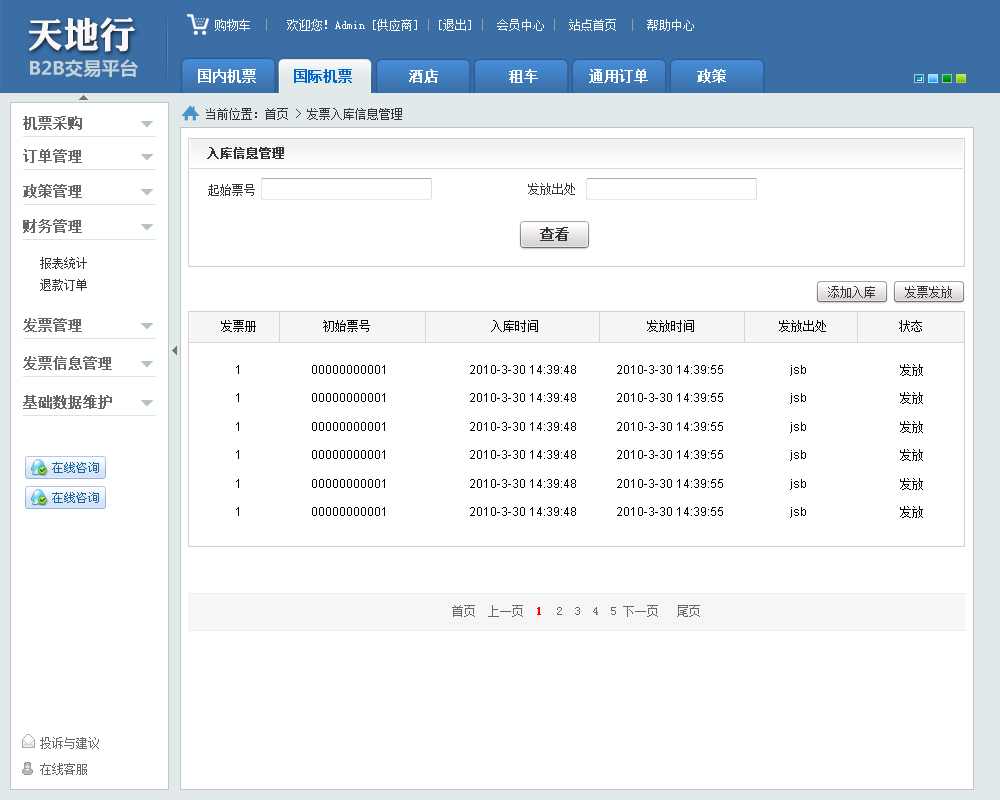 天地行
B2B交易平台
购物车 | 欢迎您! Admin [供应商] | [退出] | 会员中心 | 站点首页 | 帮助中心
国内机票 国际机票 酒店 租车 通用订单 政策
当前位置: 首页 > 发票入库信息管理
机票采购
订单管理
政策管理
财务管理
报表统计
退款订单
发票管理
发票信息管理
基础数据维护
在线咨询
在线咨询
投诉与建议
在线客服
入库信息管理
起始票号 发放出处
查看
添加入库 发票发放
发票册 初始票号 入库时间 发放时间 发放出处 状态
1 00000000001 2010-3-30 14:39:48 2010-3-30 14:39:55 jsb 发放
1 00000000001 2010-3-30 14:39:48 2010-3-30 14:39:55 jsb 发放
1 00000000001 2010-3-30 14:39:48 2010-3-30 14:39:55 jsb 发放
1 00000000001 2010-3-30 14:39:48 2010-3-30 14:39:55 jsb 发放
1 00000000001 2010-3-30 14:39:48 2010-3-30 14:39:55 jsb 发放
1 00000000001 2010-3-30 14:39:48 2010-3-30 14:39:55 jsb 发放
首页 上一页 1 2 3 4 5 下一页 尾页